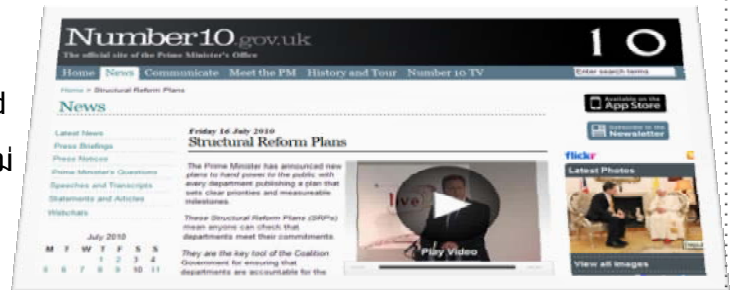 Number10.gov.uk
The official site of the Prime Minister's Office
10
Home News Communicate Meet the PM History and Tour Number 10 TV
Enter search terms
Home > Structural Reform Plans
News
Available on the
App Store
Subscribe to the
Newsletter
flickr
Latest Photos
View all images
Latest News
Press Briefings
Press Notices
Prime Minister's Questions
Speeches and Transcripts
Statements and Articles
Webchats
July 2010
M T W T F S S
1 2 3 4
5 6 7 8 9 10 11
Friday 16 July 2010
Structural Reform Plans
The Prime Minister has announced new
plans to hand power to the public with
every department publishing a plan that
sets clear priorities and measureable
milestones.
These Structural Reform Plans (SRPs)
mean anyone can check that
departments meet their commitments.
They are the key tool of the Coalition
Government for ensuring that
departments are accountable for the
live
Play Video